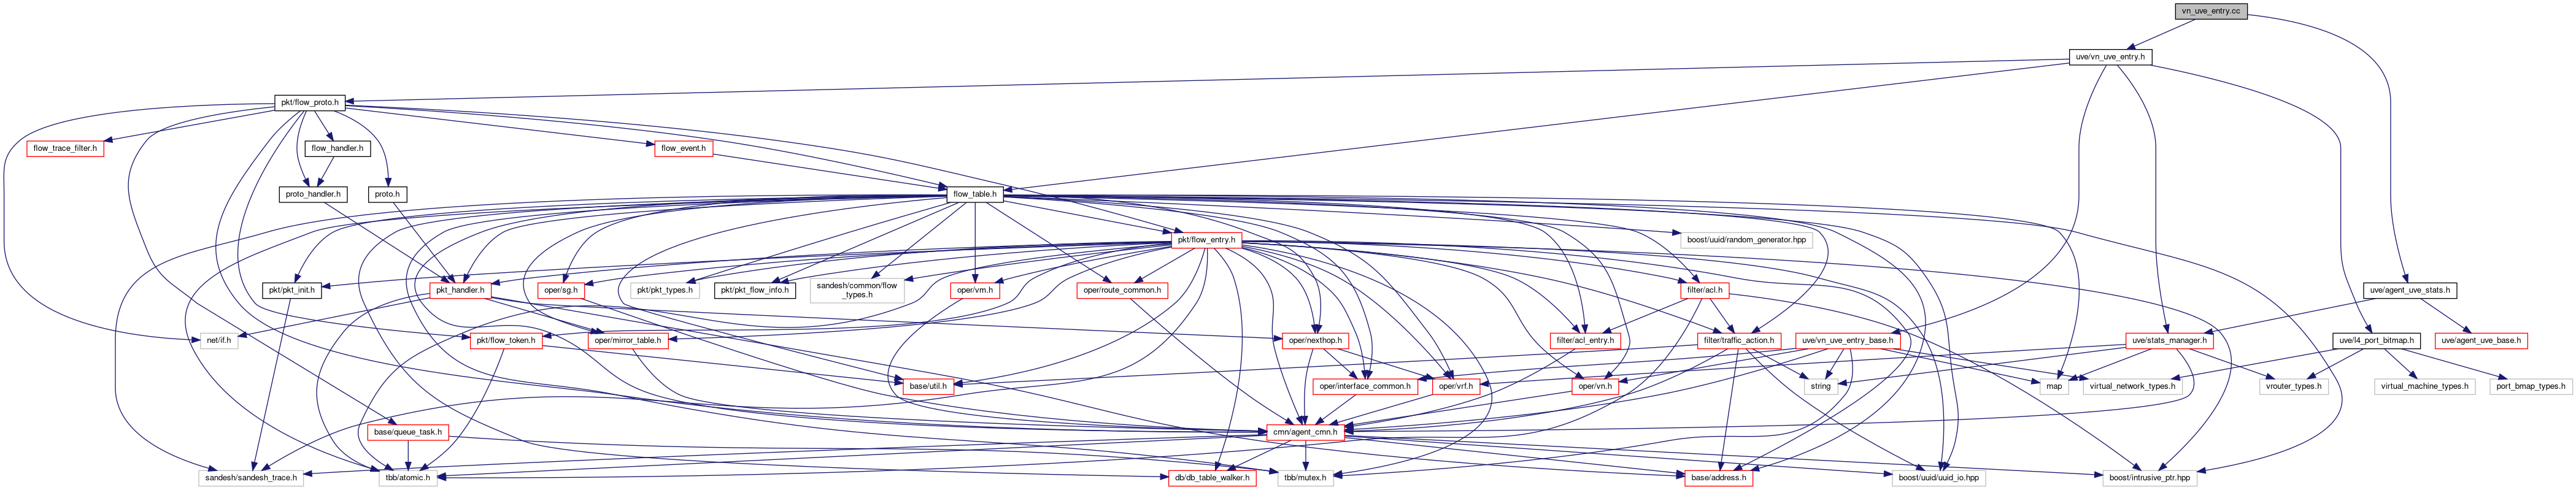 vn_uve_entry.cc
uve/vn_uve_entry.h
pkt/flow_proto.h
uve/agent_uve_stats.h
flow_trace_filter.h
flow_handler.h
flow_event.h
proto_handler.h
proto.h
flow_table.h
pkt/flow_entry.h
boost/uuid/random_generator.hpp
pkt/pkt_init.h
pkt_handler.h
oper/sg.h
pkt/pkt_types.h
pkt/pkt_flow_info.h
sandesh/common/flow
_types.h
oper/vm.h
oper/route_common.h
filter/acl.h
net/if.h
pkt/flow_token.h
oper/mirror_table.h
oper/nexthop.h
filter/acl_entry.h
filter/traffic_action.h
uve/vn_uve_entry_base.h
uve/stats_manager.h
uve/l4_port_bitmap.h
uve/agent_uve_base.h
base/util.h
oper/interface_common.h
oper/vrf.h
oper/vn.h
string
map
virtual_network_types.h
vrouter_types.h
virtual_machine_types.h
port_bmap_types.h
base/queue_task.h
cmn/agent_cmn.h
sandesh/sandesh_trace.h
tbb/atomic.h
db/db_table_walker.h
tbb/mutex.h
base/address.h
boost/uuid/uuid_io.hpp
boost/intrusive_ptr.hpp